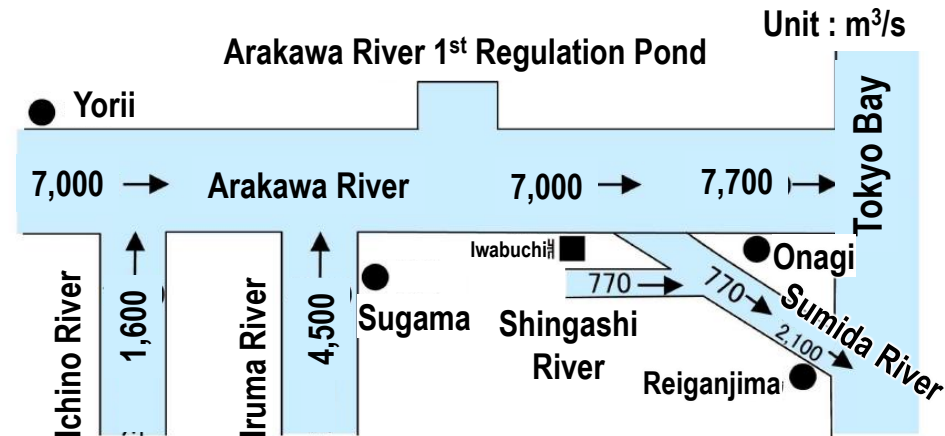 Unit : m³/s
Arakawa River 1st Regulation Pond
Yorii
Tokyo Bay
7,000
Arakawa River
7,000
7,700
Iwabuchi
Onagi
Ichino River
1,600
Iruma River
4,500
Sugama
770
Shingashi
River
770
2,100
Sumida River
Reiganjima